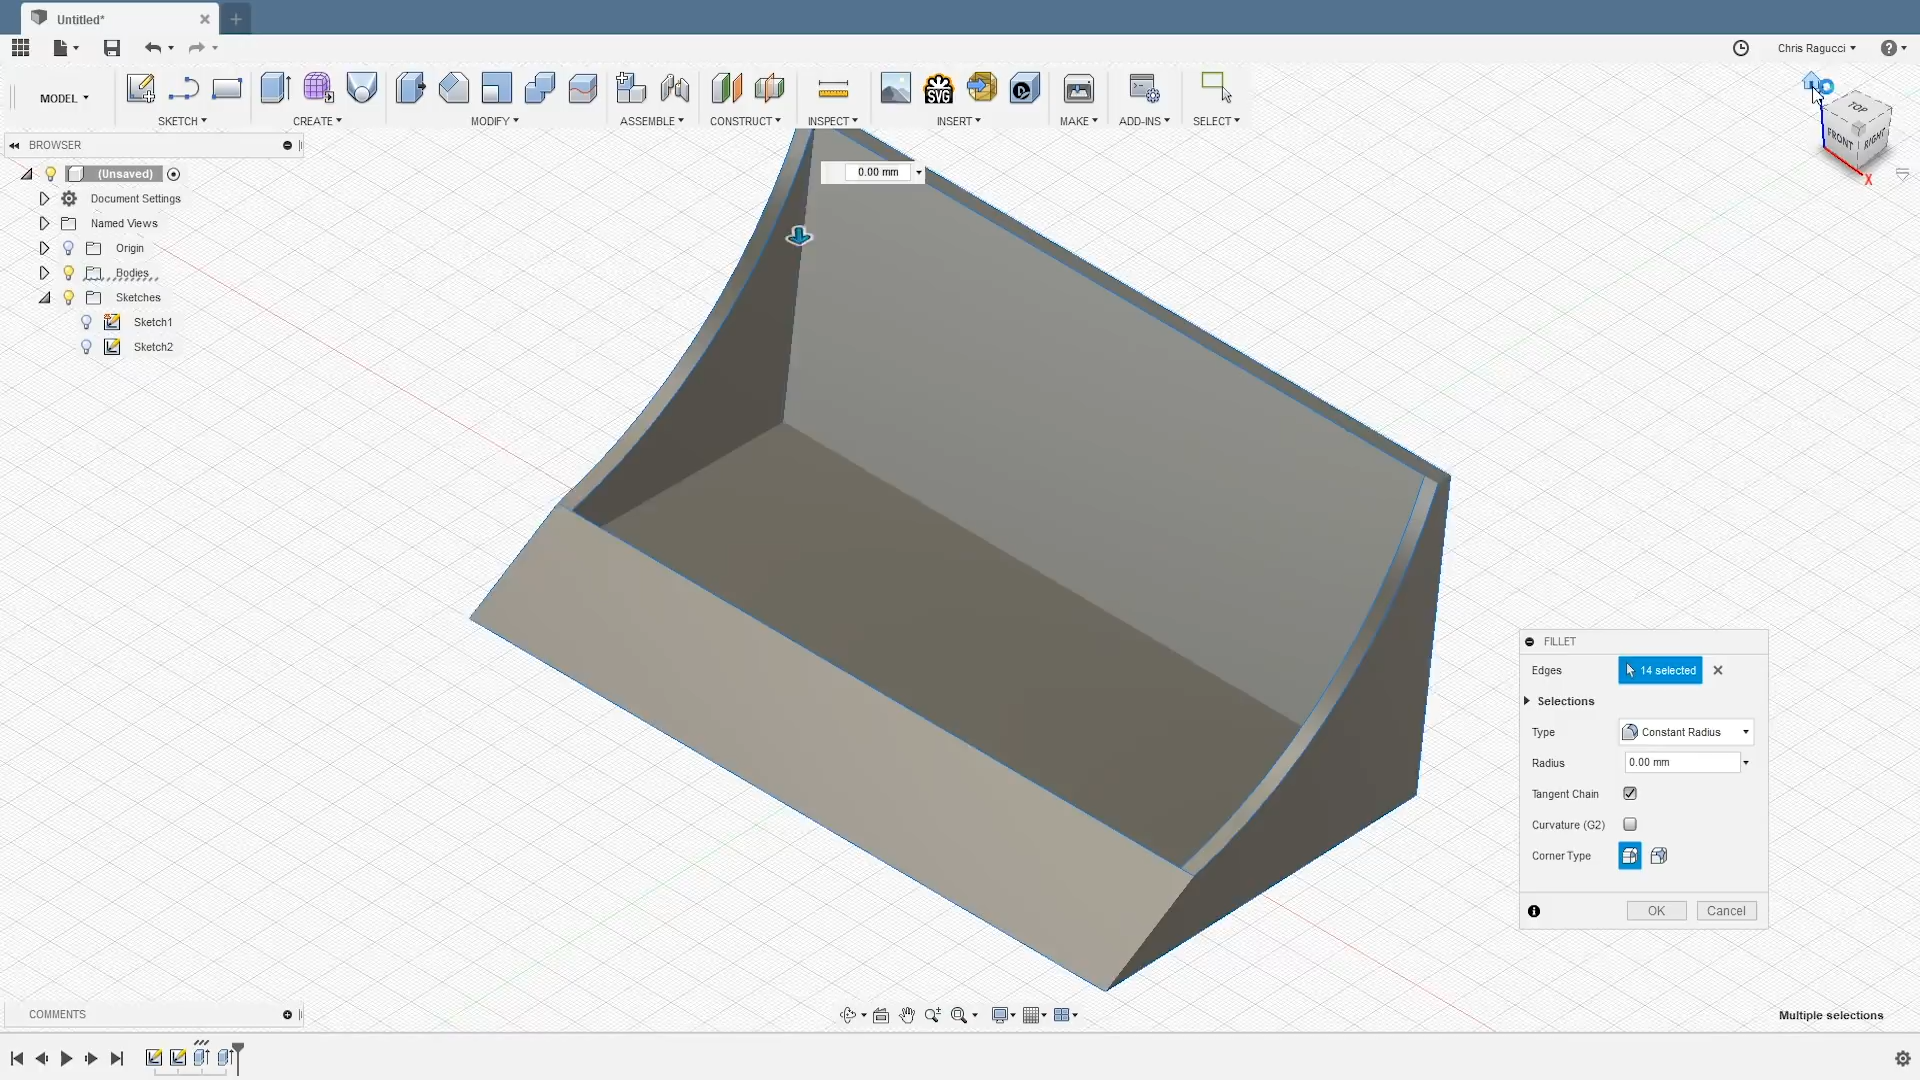 Untitled*
Chris Ragucci
MODEL
SKETCH
CREATE
MODIFY
ASSEMBLE
CONSTRUCT
INSPECT
SVG
INSERT
MAKE
ADD-INS
SELECT
TOP
FRONT
RIGHT
X
BROWSER
(Unsaved)
Document Settings
Named Views
Origin
Bodies
Sketches
Sketch1
Sketch2
0.00 mm
FILLET
Edges
14 selected
Selections
Type
Constant Radius
Radius
0.00 mm
Tangent Chain
Curvature (G2)
Corner Type
OK
Cancel
COMMENTS
Multiple selections